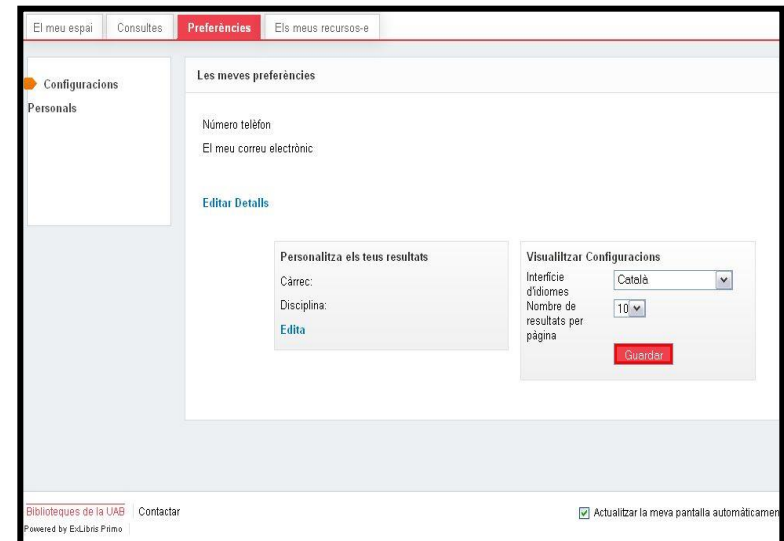 El meu espai
Consultes
Preferències
Els meus recursos-e
Configuracions
Personals
Les meves preferències
Número telèfon
El meu correu electrònic
Editar Detalls
Personalitza els teus resultats
Càrrec:
Disciplina:
Edita
Visualiltzar Configuracions
Interfície
d'idiomes
Català
Nombre de
resultats per
pàgina
10
Guardar
Biblioteques de la UAB
Contactar
Powered by ExLibris Primo
Actualitzar la meva pantalla automàticamen